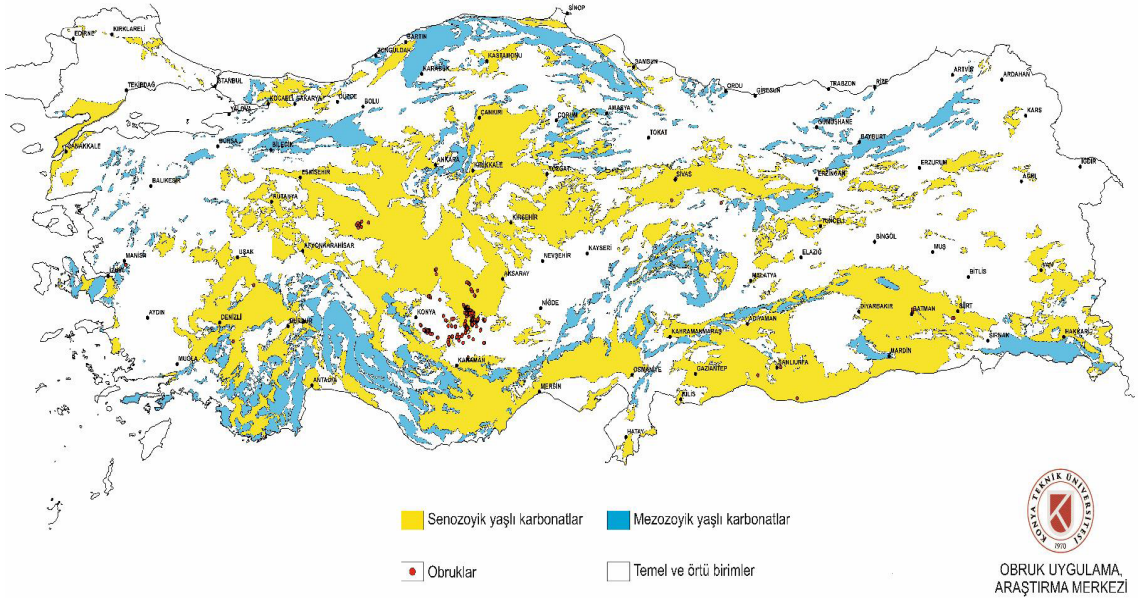 SİNOP
KIRKLARELİ
EDİRNE
BARTIN
ZONGULDAK
KASTAMONU
KARABÜK
SAMSUN
ARTVİN
ARDAHAN
TEKİRDAĞ
İSTANBUL
KOCAELİ
SAKARYA
DÜZCE
BOLU
YALOVA
ORDU
GİRESUN
TRABZON
RİZE
ÇANKIRI
ÇORUM
AMASYA
KARS
TOKAT
GÜMÜŞHANE
BAYBURT
ÇANAKKALE
BURSA
BİLECİK
ANKARA
KIRIKKALE
YOZGAT
SİVAS
ERZİNCAN
ERZURUM
AĞRI
IĞDIR
BALIKESİR
ESKİŞEHİR
KÜTAHYA
KIRŞEHİR
TUNCELİ
BİNGÖL
MUŞ
MANİSA
İZMİR
UŞAK
AFYONKARAHİSAR
NEVŞEHİR
KAYSERİ
AKSARAY
MALATYA
ELAZIĞ
BİTLİS
VAN
AYDIN
DENİZLİ
BURDUR
KONYA
NİĞDE
KAHRAMANMARAŞ
ADIYAMAN
DİYARBAKIR
BATMAN
SİİRT
ŞIRNAK
HAKKARİ
MUĞLA
ANTALYA
KARAMAN
MERSİN
OSMANİYE
GAZİANTEP
ŞANLIURFA
MARDİN
KİLİS
HATAY
Senozoyik yaşlı karbonatlar
Mezozoyik yaşlı karbonatlar
Obruklar
Temel ve örtü birimler
KONYA TEKNİK ÜNİVERSİTESİ
1970
OBRUK UYGULAMA,
ARAŞTIRMA MERKEZİ